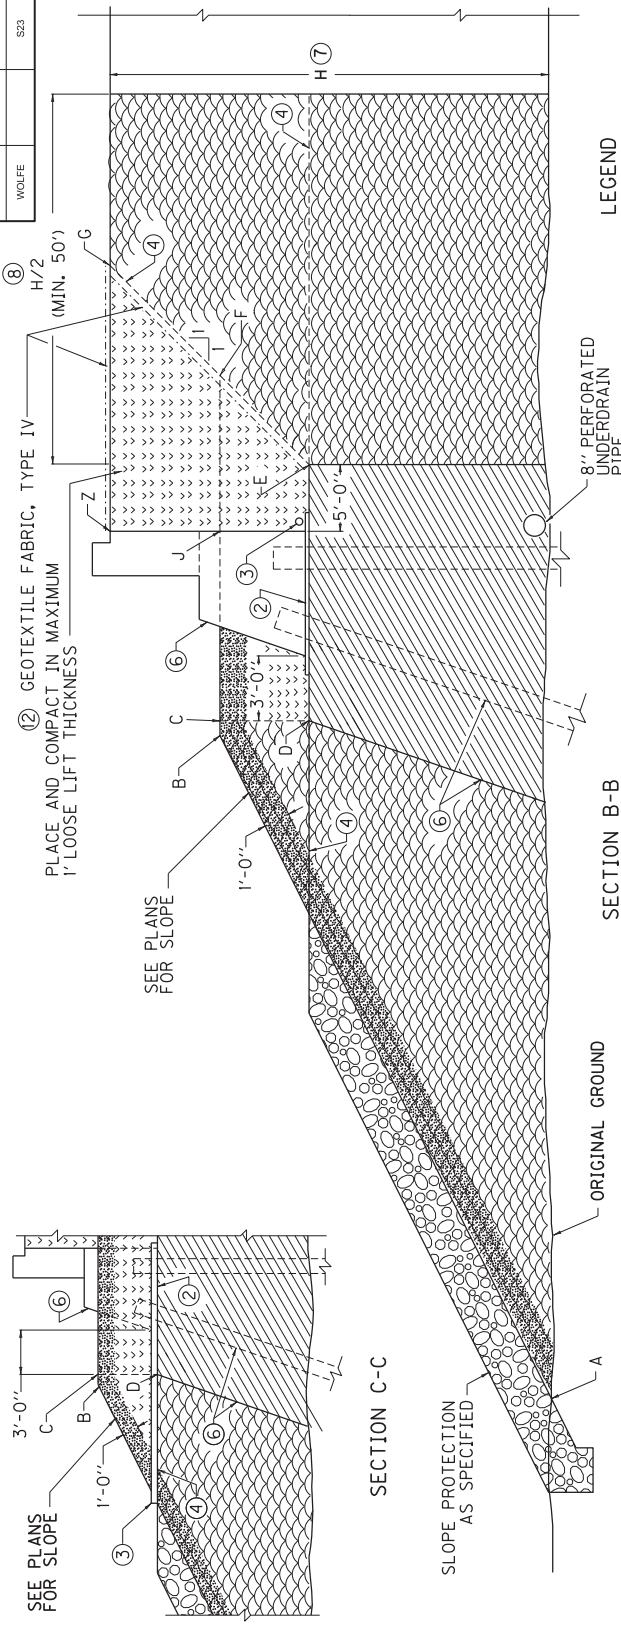 WOLFE
S23
⑧
H/2
(MIN. 50')
⑫ GEOTEXTILE FABRIC, TYPE IV
PLACE AND COMPACT IN MAXIMUM
1' LOOSE LIFT THICKNESS
Z
G
④
④
H ⑦
1
1
F
E
J
③
②
5'-0"
⑥
C
B
3'-0"
D
1'-0"
④
⑥
SEE PLANS
FOR SLOPE
8" PERFORATED
UNDERDRAIN
PIPE
LEGEND
SECTION B-B
ORIGINAL GROUND
A
SLOPE PROTECTION
AS SPECIFIED
SEE PLANS
FOR SLOPE
3'-0"
C
B
⑥
1'-0"
D
②
③
④
⑥
SECTION C-C